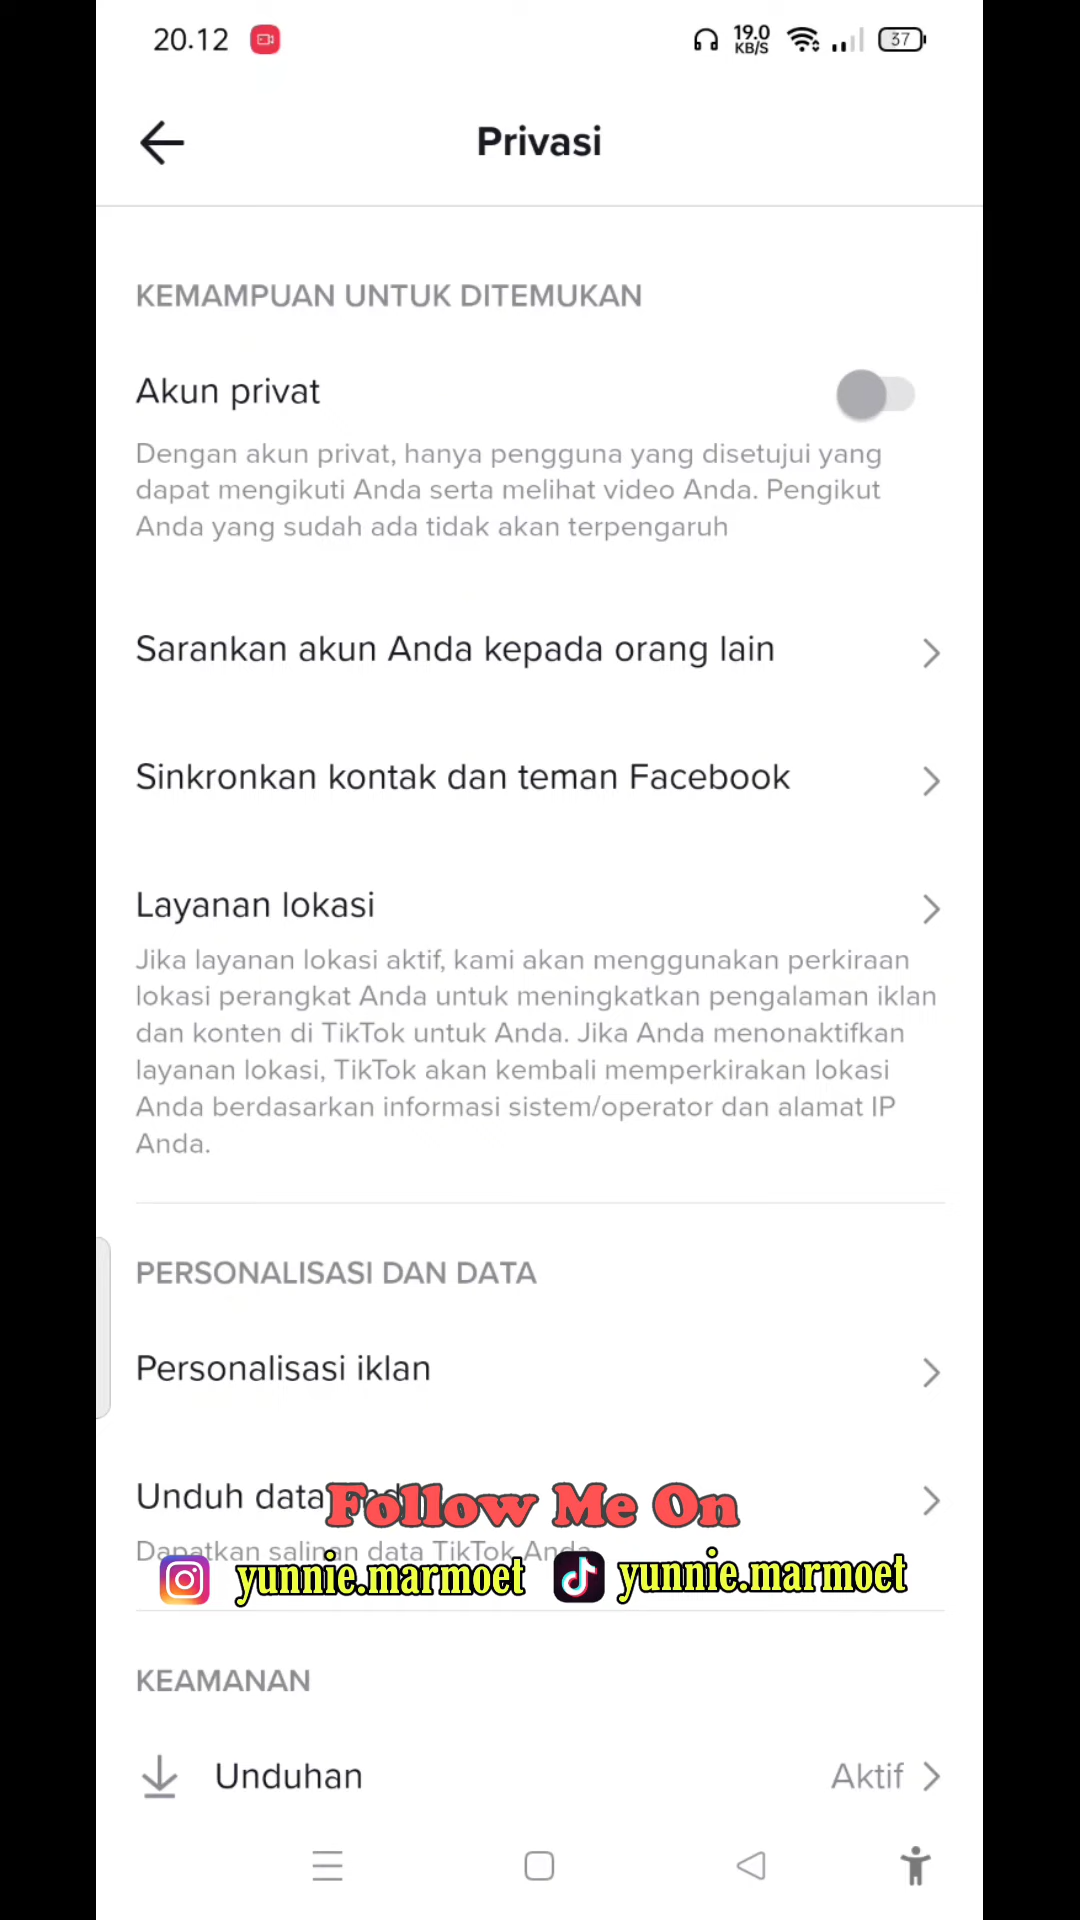 20.12
19.0
KB/S
37
Privasi
KEMAMPUAN UNTUK DITEMUKAN
Akun privat
Dengan akun privat, hanya pengguna yang disetujui yang
dapat mengikuti Anda serta melihat video Anda. Pengikut
Anda yang sudah ada tidak akan terpengaruh
Sarankan akun Anda kepada orang lain
Sinkronkan kontak dan teman Facebook
Layanan lokasi
Jika layanan lokasi aktif, kami akan menggunakan perkiraan
lokasi perangkat Anda untuk meningkatkan pengalaman iklan
dan konten di TikTok untuk Anda. Jika Anda menonaktifkan
layanan lokasi, TikTok akan kembali memperkirakan lokasi
Anda berdasarkan informasi sistem/operator dan alamat IP
Anda.
PERSONALISASI DAN DATA
Personalisasi iklan
Unduh data
Follow Me On
Dapatkan salinan data TikTok Anda
yunnie.marmoet yunnie.marmoet
KEAMANAN
Unduhan Aktif